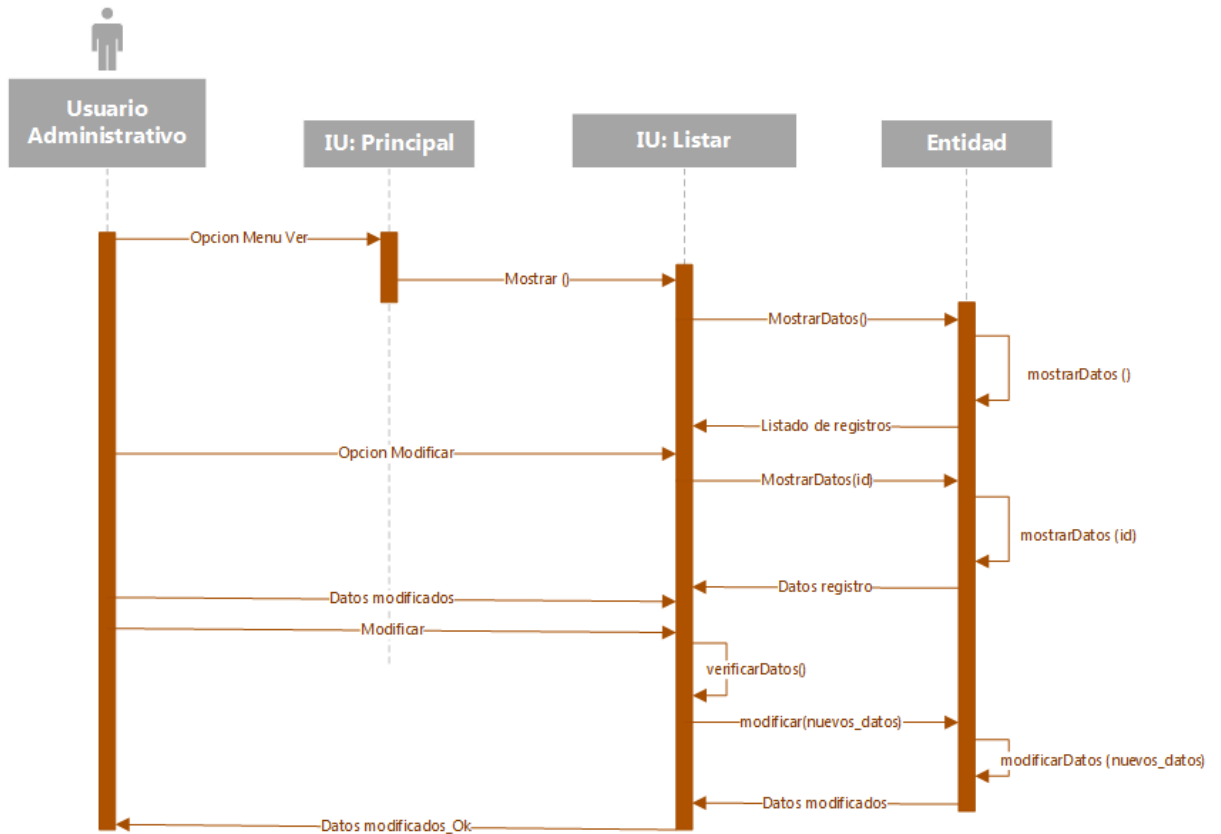 Usuario
Administrativo
IU: Principal
IU: Listar
Entidad
Opcion Menu Ver
Mostrar ()
MostrarDatos()
mostrarDatos ()
Listado de registros
Opcion Modificar
MostrarDatos(id)
mostrarDatos (id)
Datos registro
Datos modificados
Modificar
verificarDatos()
modificar(nuevos_datos)
modificarDatos (nuevos_datos)
Datos modificados
Datos modificados_Ok